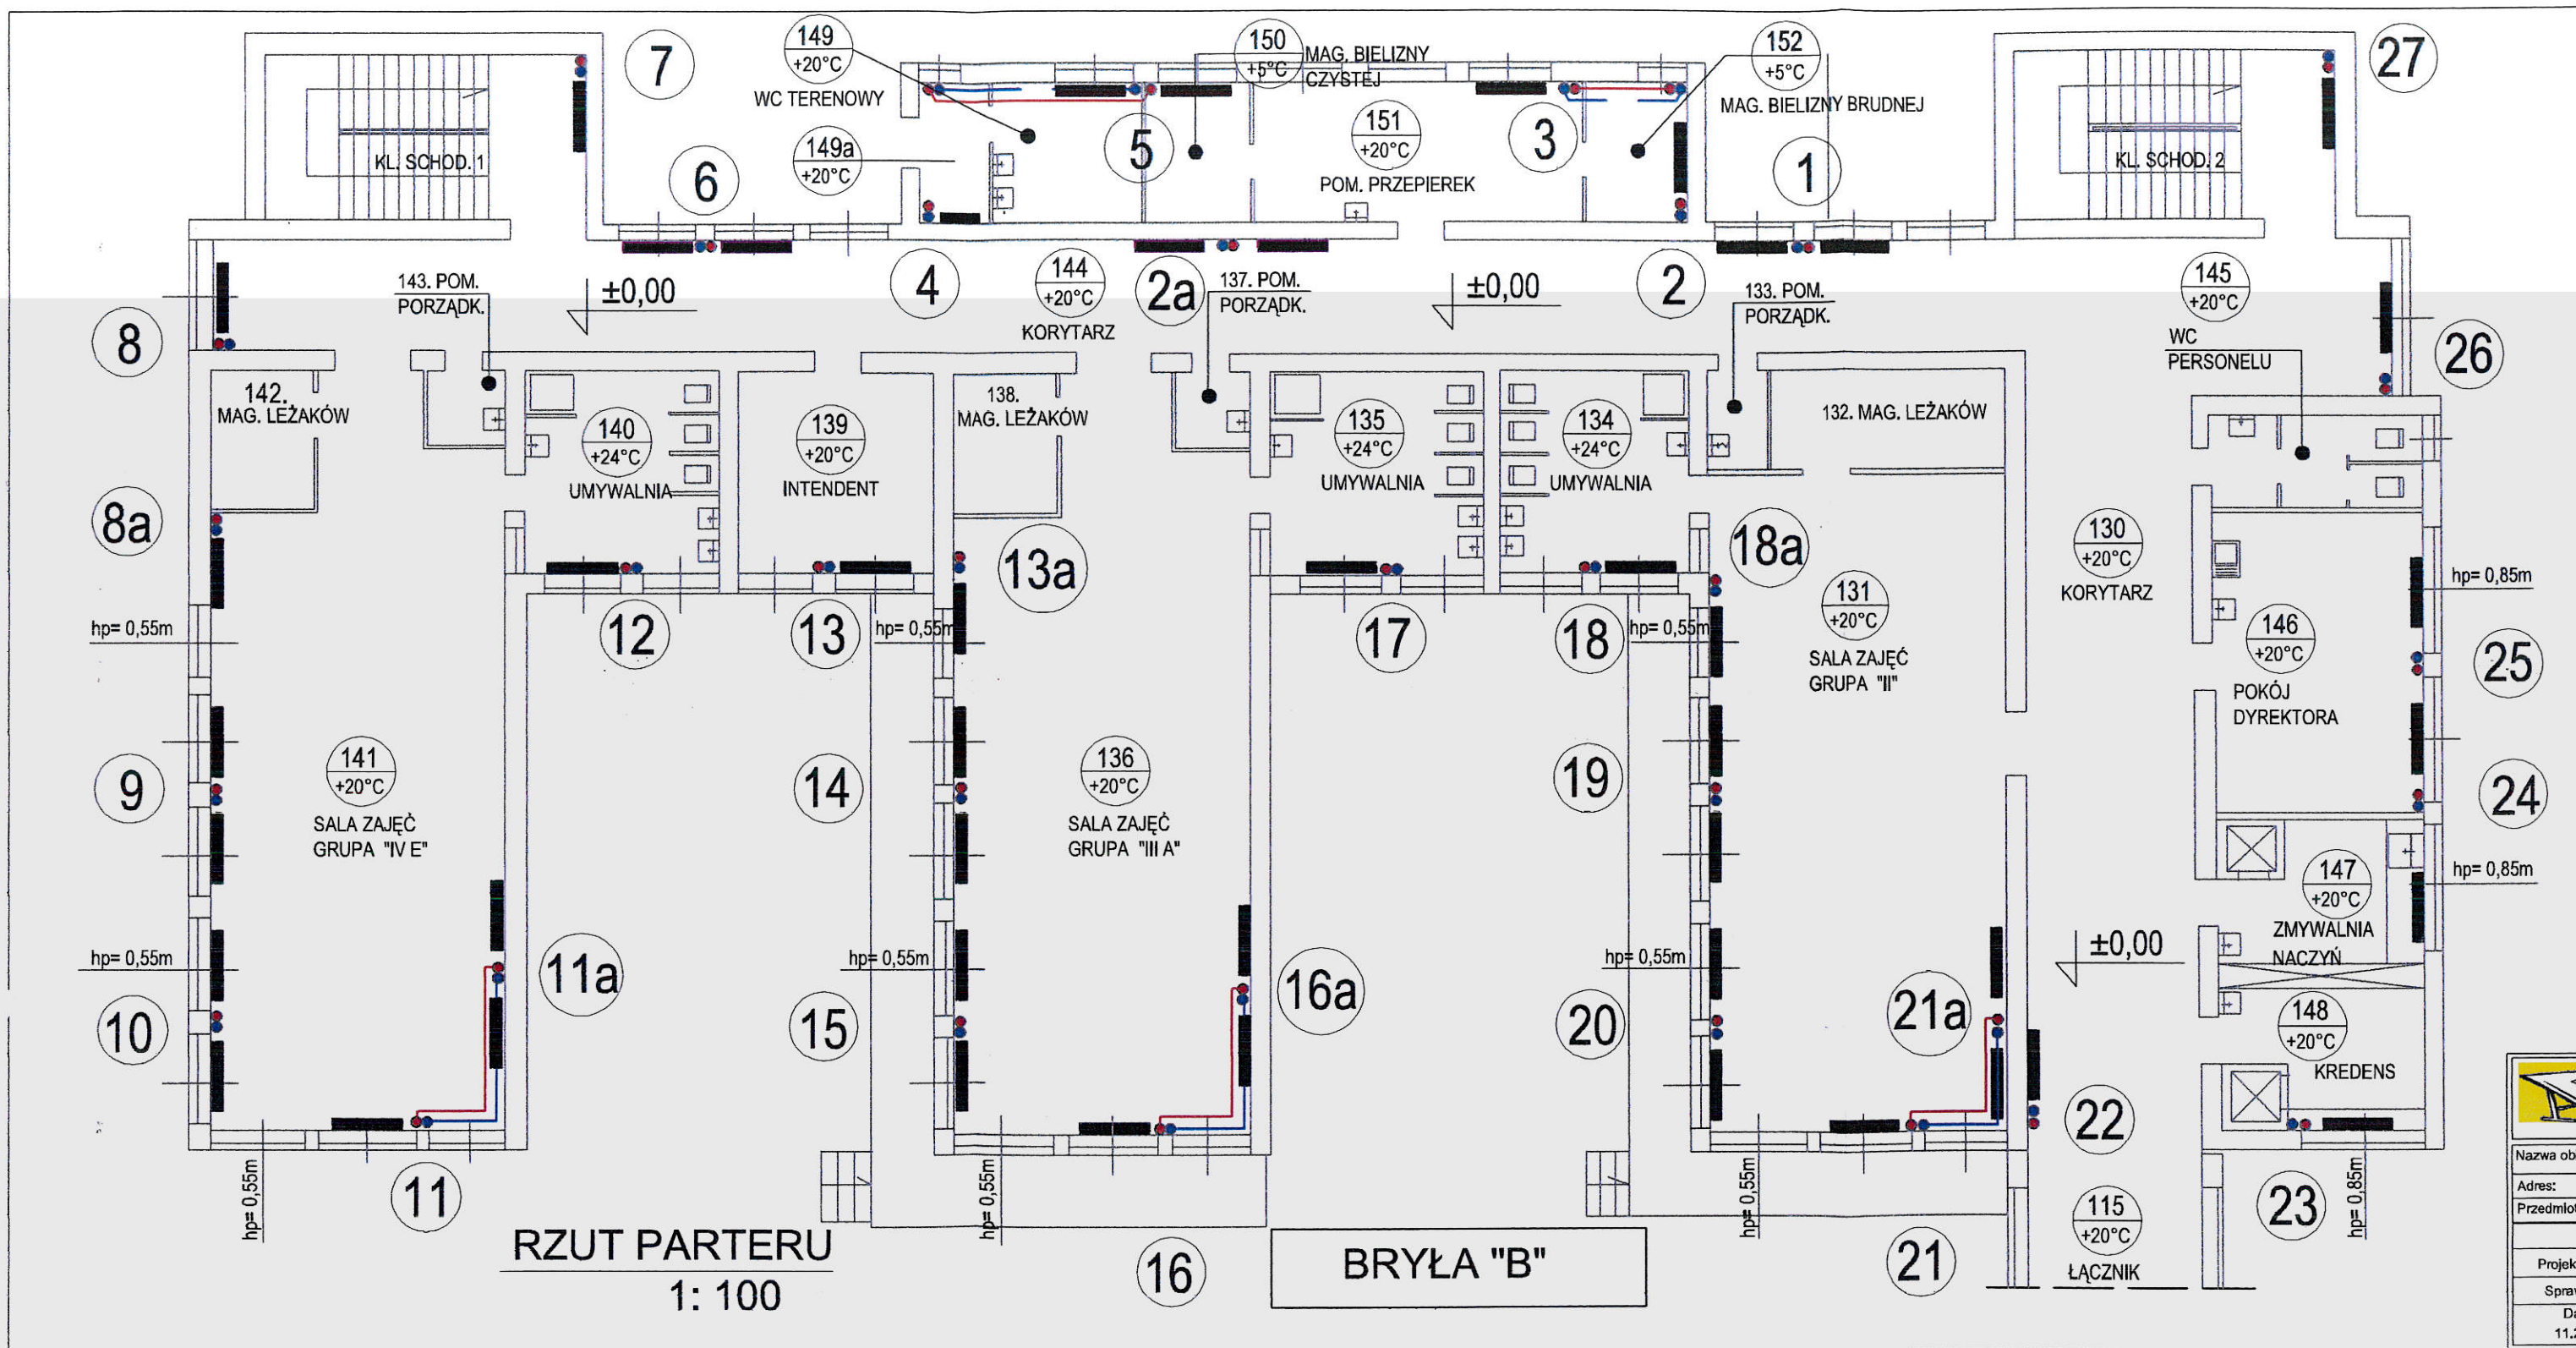 7
149
+20°C
WC TERENOWY
150
+5°C
MAG. BIELIZNY
CZYSTEJ
152
+5°C
MAG. BIELIZNY BRUDNEJ
27
KL. SCHOD. 1
6
149a
+20°C
5
151
+20°C
POM. PRZEPIEREK
3
1
KL. SCHOD. 2
8
143. POM.
PORZĄDK.
±0,00
4
144
+20°C
KORYTARZ
2a
137. POM.
PORZĄDK.
±0,00
2
133. POM.
PORZĄDK.
145
+20°C
WC
PERSONELU
26
142.
MAG. LEŻAKÓW
140
+24°C
UMYWALNIA
139
+20°C
INTENDENT
138.
MAG. LEŻAKÓW
135
+24°C
UMYWALNIA
134
+24°C
UMYWALNIA
132. MAG. LEŻAKÓW
8a
13a
18a
130
+20°C
KORYTARZ
hp= 0,85m
hp= 0,55m
12
13
hp= 0,55m
17
18
hp= 0,55m
131
+20°C
SALA ZAJĘĆ
GRUPA "II"
146
+20°C
POKÓJ
DYREKTORA
25
9
141
+20°C
SALA ZAJĘĆ
GRUPA "IV E"
14
136
+20°C
SALA ZAJĘĆ
GRUPA "III A"
19
24
147
+20°C
ZMYWALNIA
NACZYŃ
hp= 0,85m
hp= 0,55m
11a
hp= 0,55m
16a
hp= 0,55m
21a
±0,00
10
15
20
148
+20°C
KREDENS
22
hp= 0,55m
11
hp= 0,55m
16
hp= 0,55m
21
115
+20°C
ŁĄCZNIK
23
hp= 0,85m
RZUT PARTERU
1: 100
BRYŁA "B"
Nazwa ob
Adres:
Przedmiot
Projek
Spraw
Da
11.2